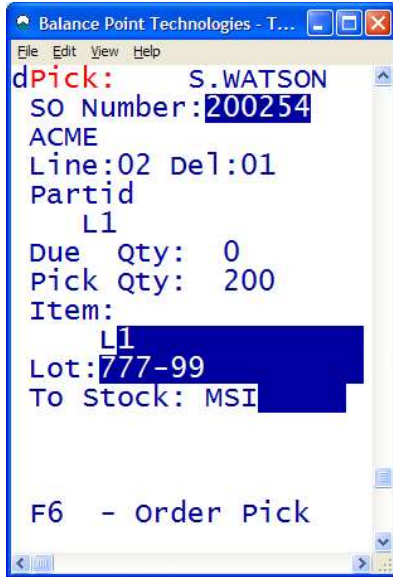 Balance Point Technologies - T...
File Edit View Help
dPick: S.WATSON
SO Number:200254
ACME
Line:02 Del:01
Partid
L1
Due Qty: 0
Pick Qty: 200
Item:
L1
Lot:777-99
To Stock: MSI
F6 - Order Pick